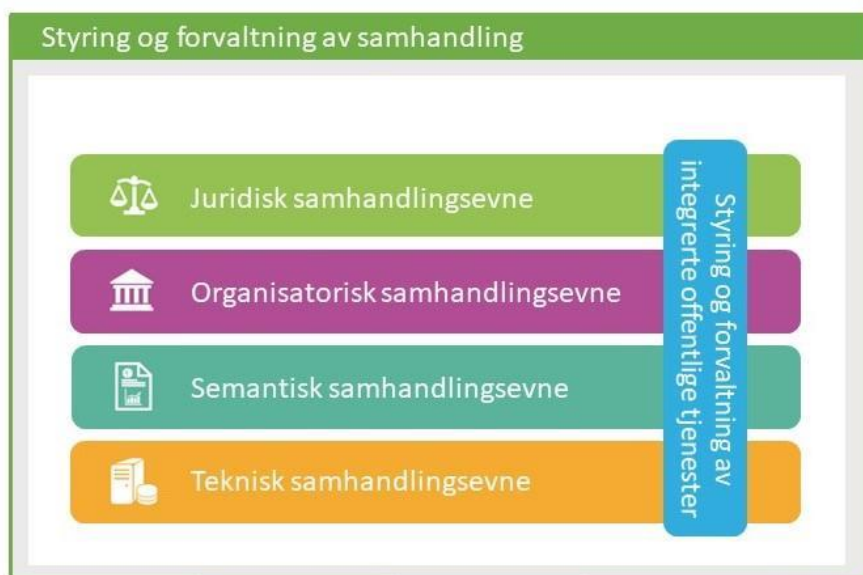 Styring og forvaltning av samhandling
Juridisk samhandlingsevne
Organisatorisk samhandlingsevne
Semantisk samhandlingsevne
Teknisk samhandlingsevne
Styring og forvaltning av
integrerte offentlige tjenester